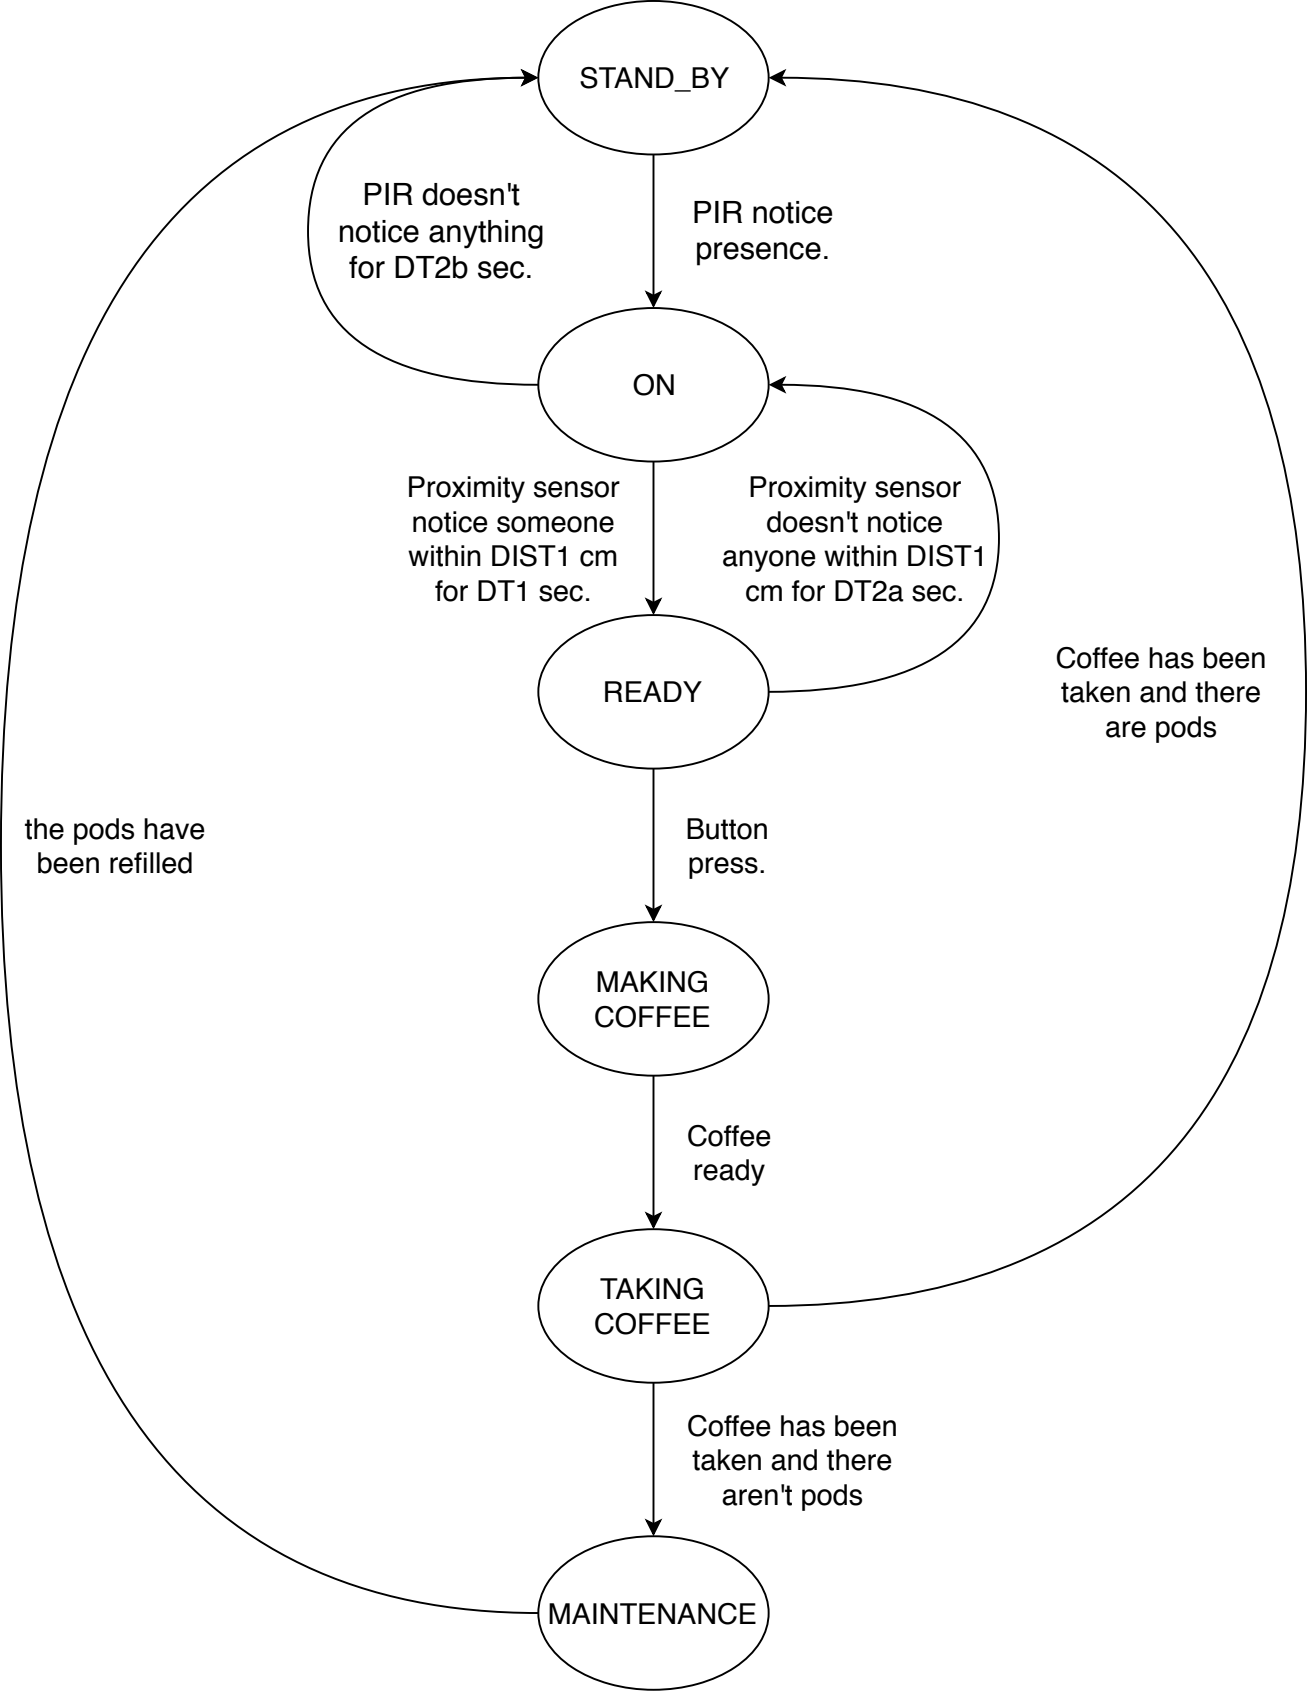 STAND_BY
PIR doesn't
notice anything
for DT2b sec.
PIR notice
presence.
ON
Proximity sensor
notice someone
within DIST1 cm
for DT1 sec.
Proximity sensor
doesn't notice
anyone within DIST1
cm for DT2a sec.
READY
Coffee has been
taken and there
are pods
the pods have
been refilled
Button
press.
MAKING
COFFEE
Coffee
ready
TAKING
COFFEE
Coffee has been
taken and there
aren't pods
MAINTENANCE